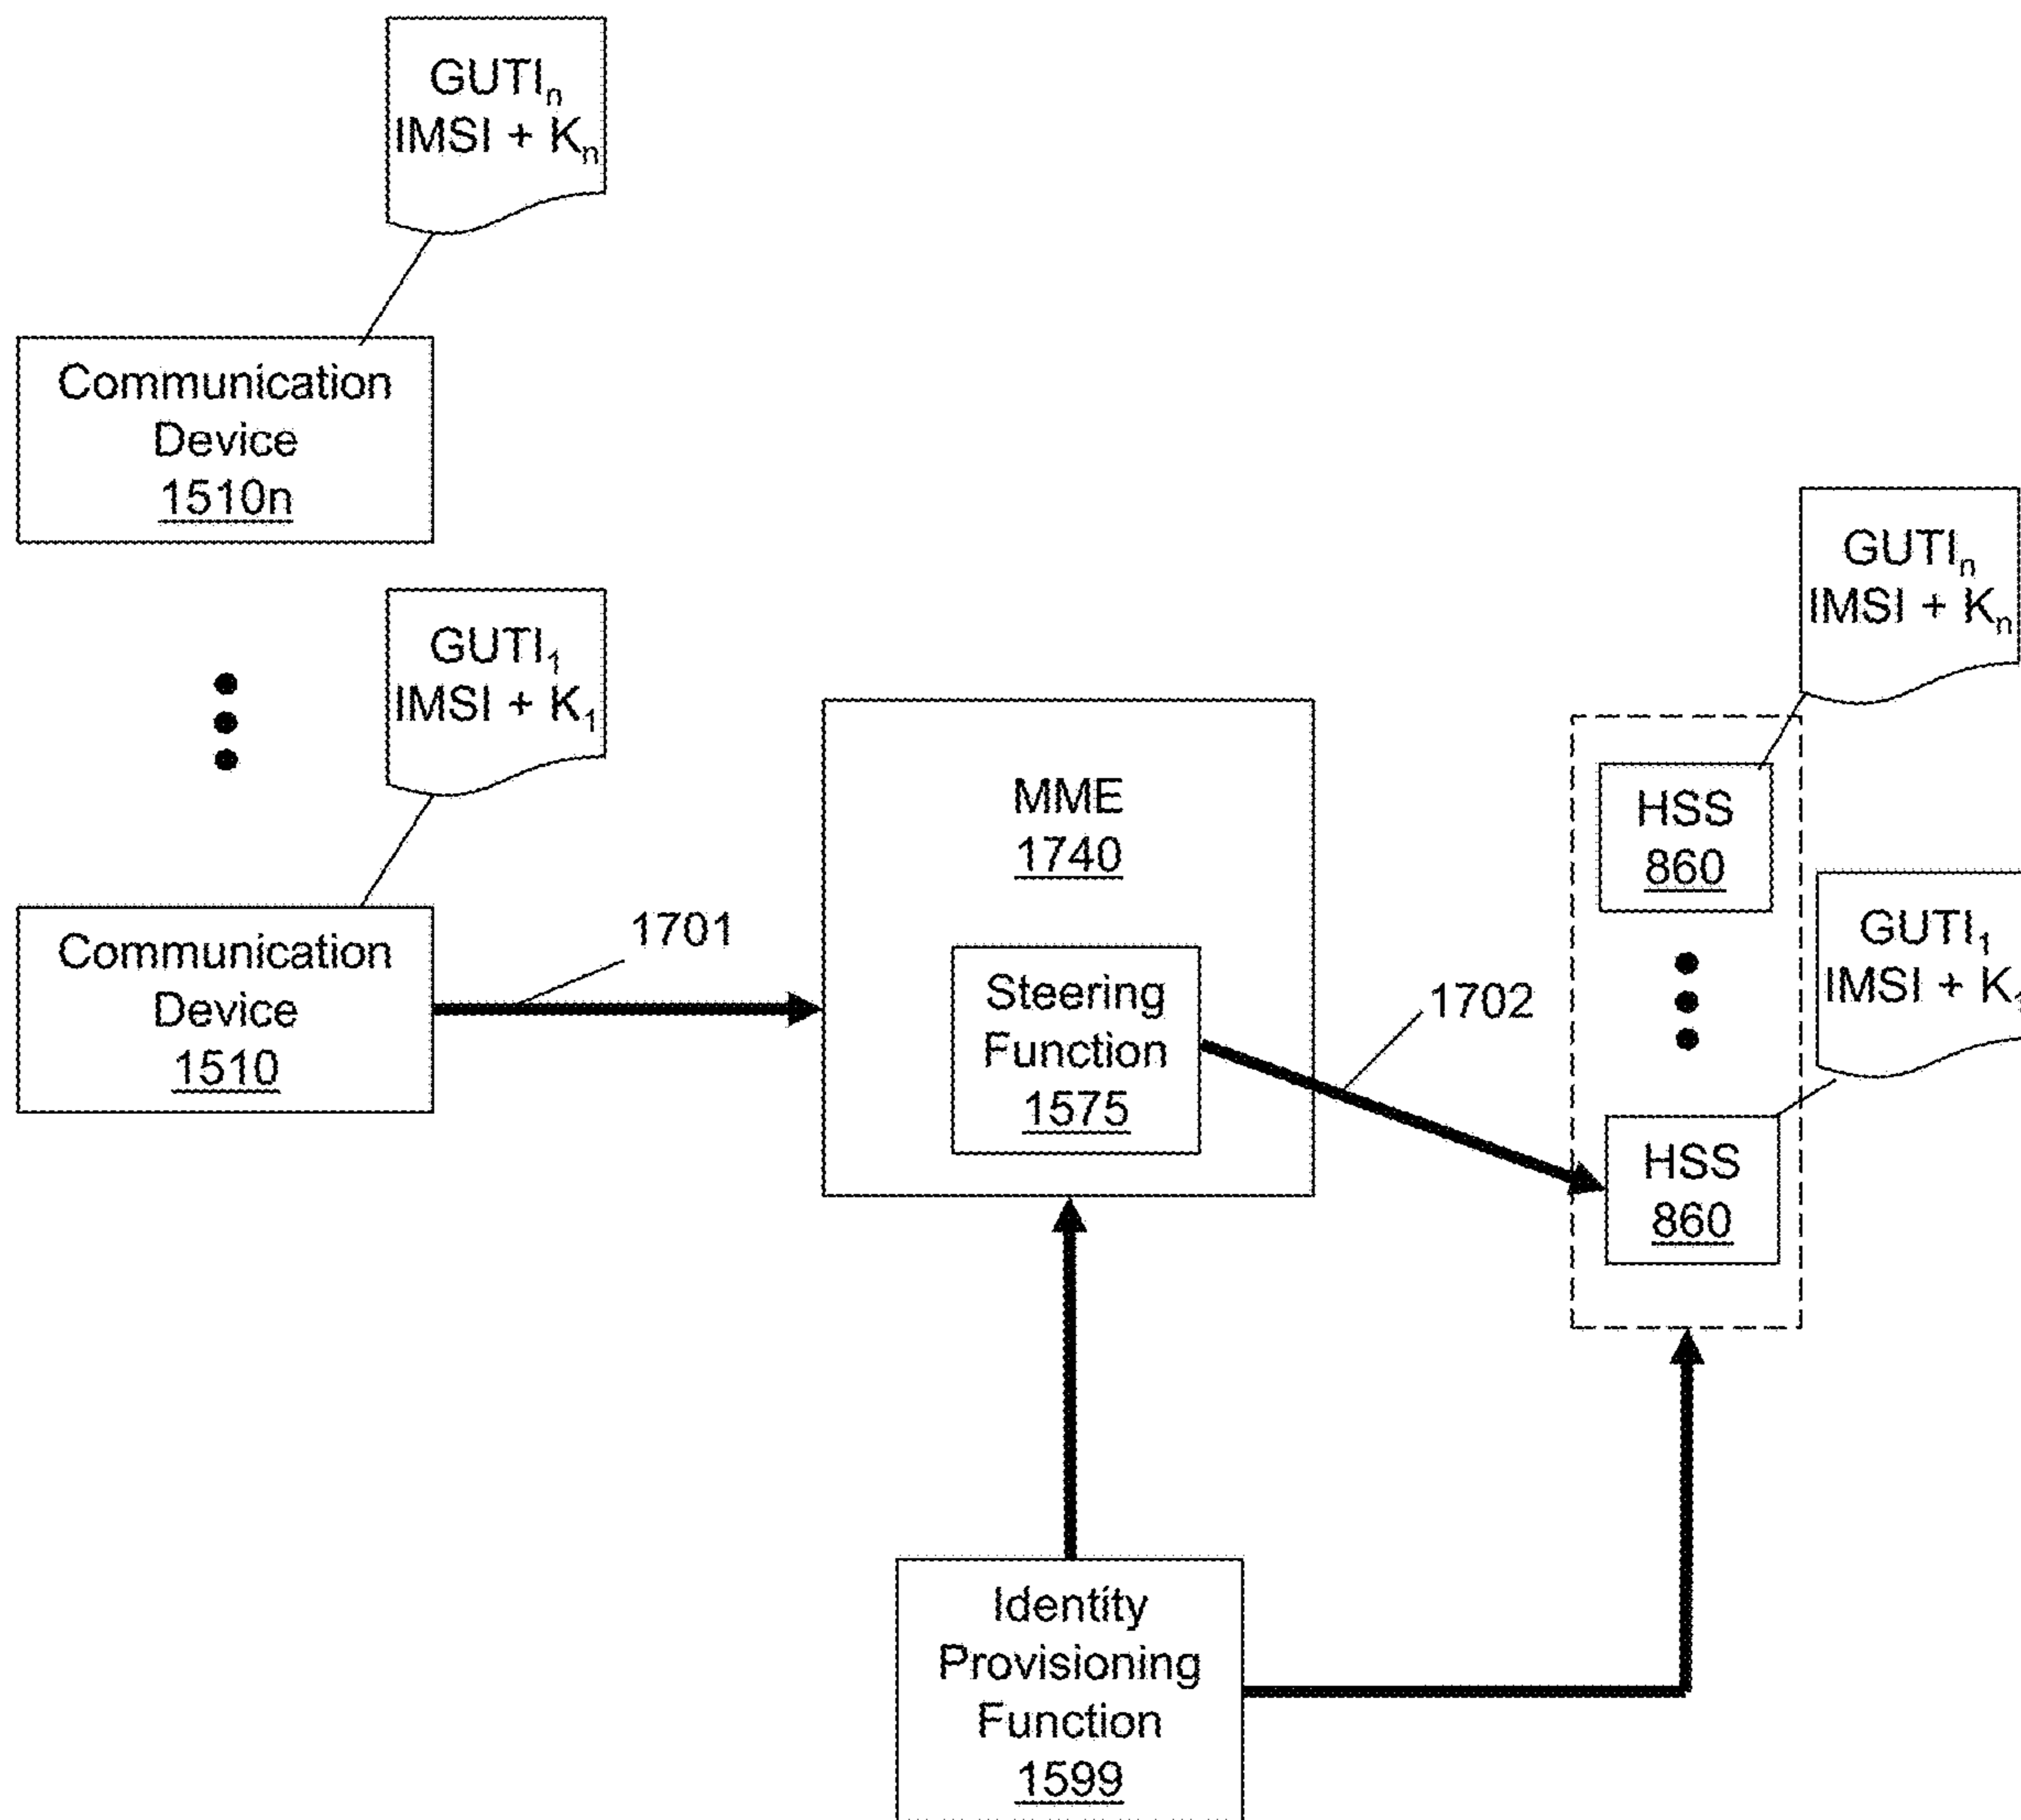 GUTIₙ
IMSI + Kₙ
Communication
Device
1510n
GUTI₁
IMSI + K₁
Communication
Device
1510
1701
MME
1740
Steering
Function
1575
1702
GUTIₙ
IMSI + Kₙ
HSS
860
GUTI₁
IMSI + K₁
HSS
860
Identity
Provisioning
Function
1599